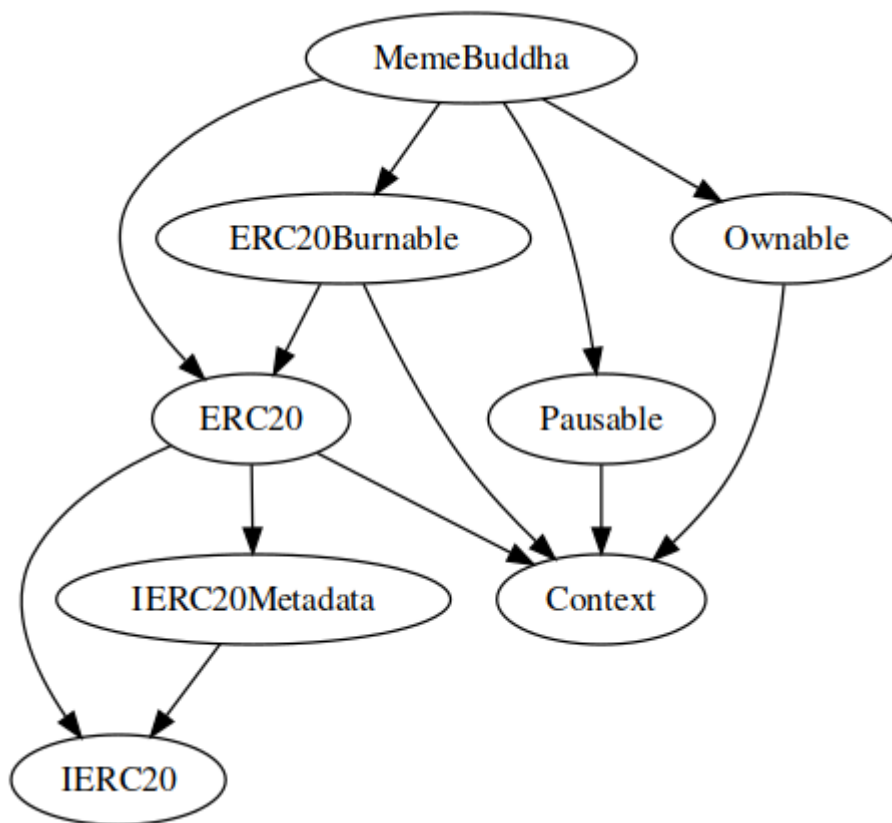 MemeBuddha
ERC20Burnable
Ownable
ERC20
Pausable
IERC20Metadata
Context
IERC20